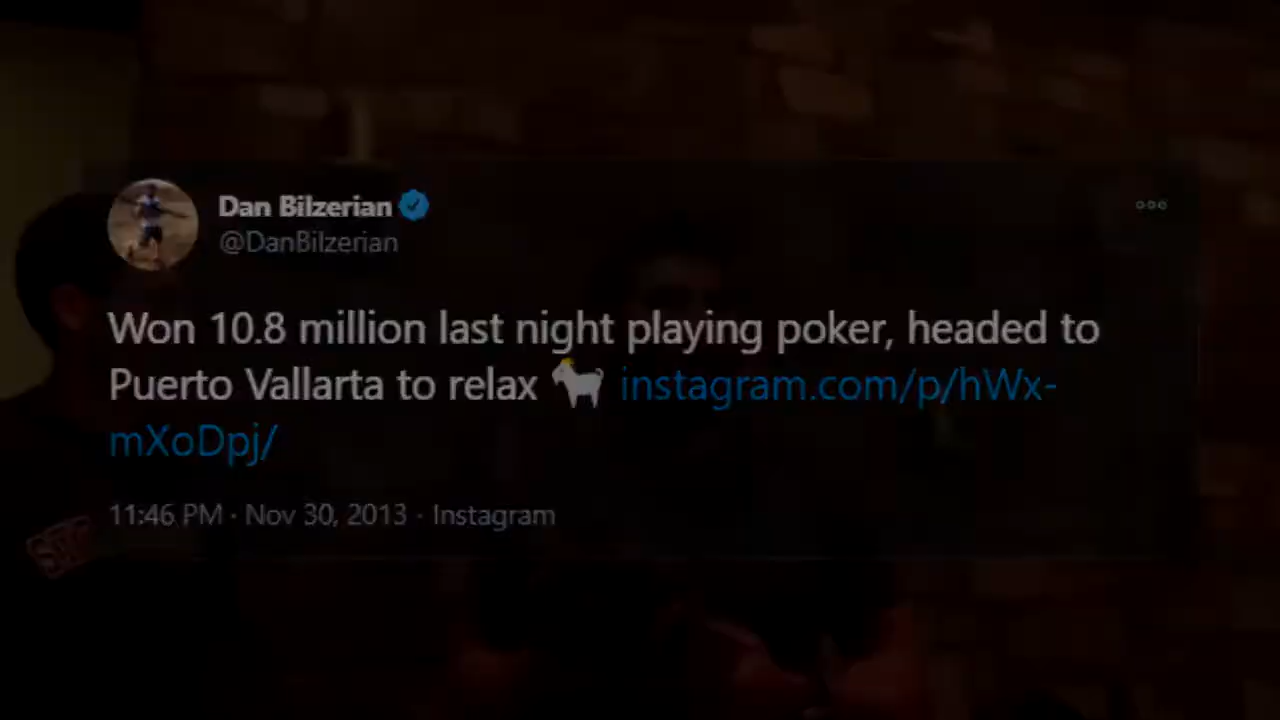 Dan Bilzerian
@DanBilzerian
Won 10.8 million last night playing poker, headed to
Puerto Vallarta to relax 🐐 instagram.com/p/hWx-
mXoDpj/
11:46 PM · Nov 30, 2013 · Instagram